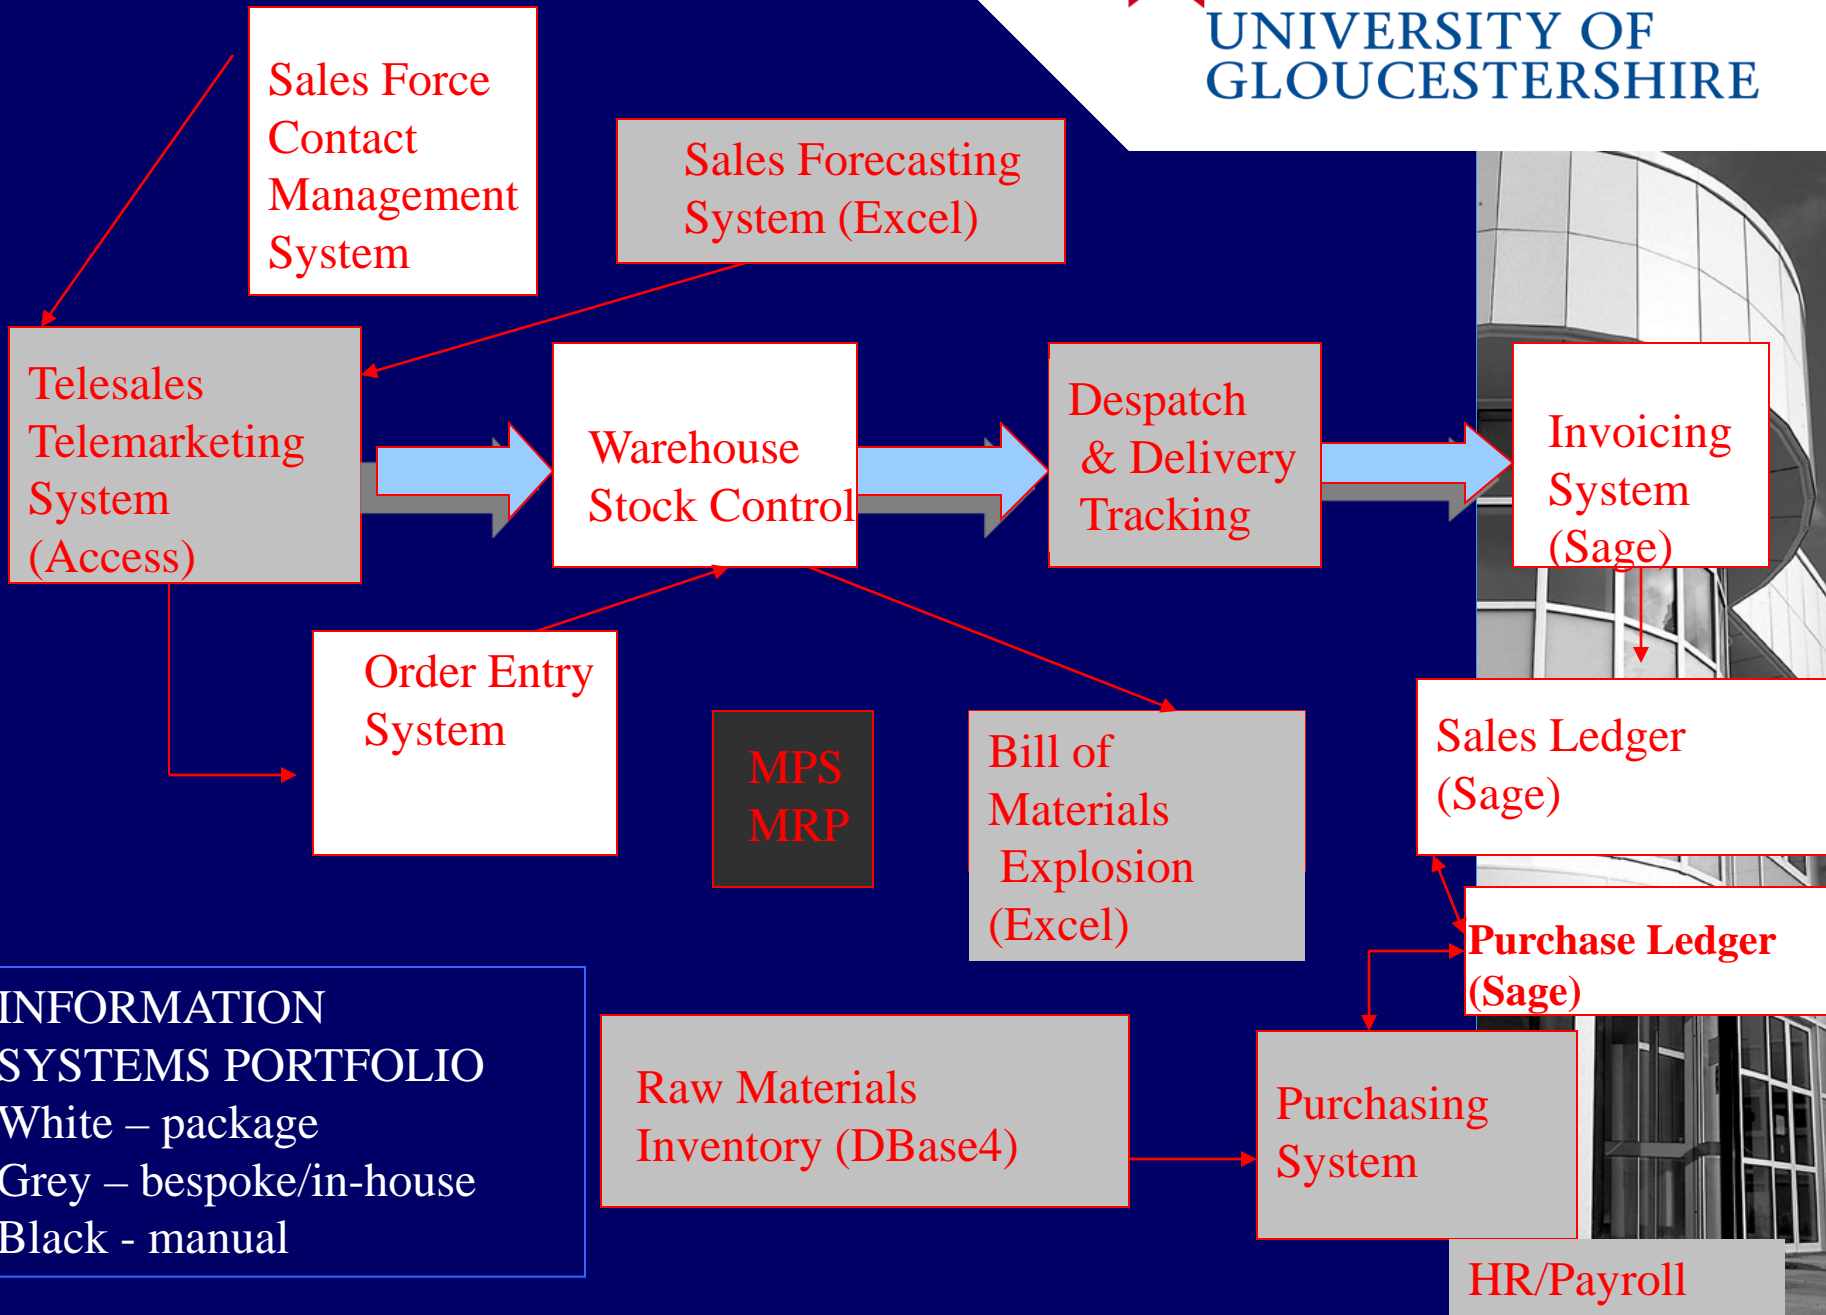 UNIVERSITY OF
GLOUCESTERSHIRE
Sales Force
Contact
Management
System
Sales Forecasting
System (Excel)
Telesales
Telemarketing
System
(Access)
Warehouse
Stock Control
Despatch
& Delivery
Tracking
Invoicing
System
(Sage)
Order Entry
System
MPS
MRP
Bill of
Materials
Explosion
(Excel)
Sales Ledger
(Sage)
Purchase Ledger
(Sage)
INFORMATION
SYSTEMS PORTFOLIO
White – package
Grey – bespoke/in-house
Black - manual
Raw Materials
Inventory (DBase4)
Purchasing
System
HR/Payroll